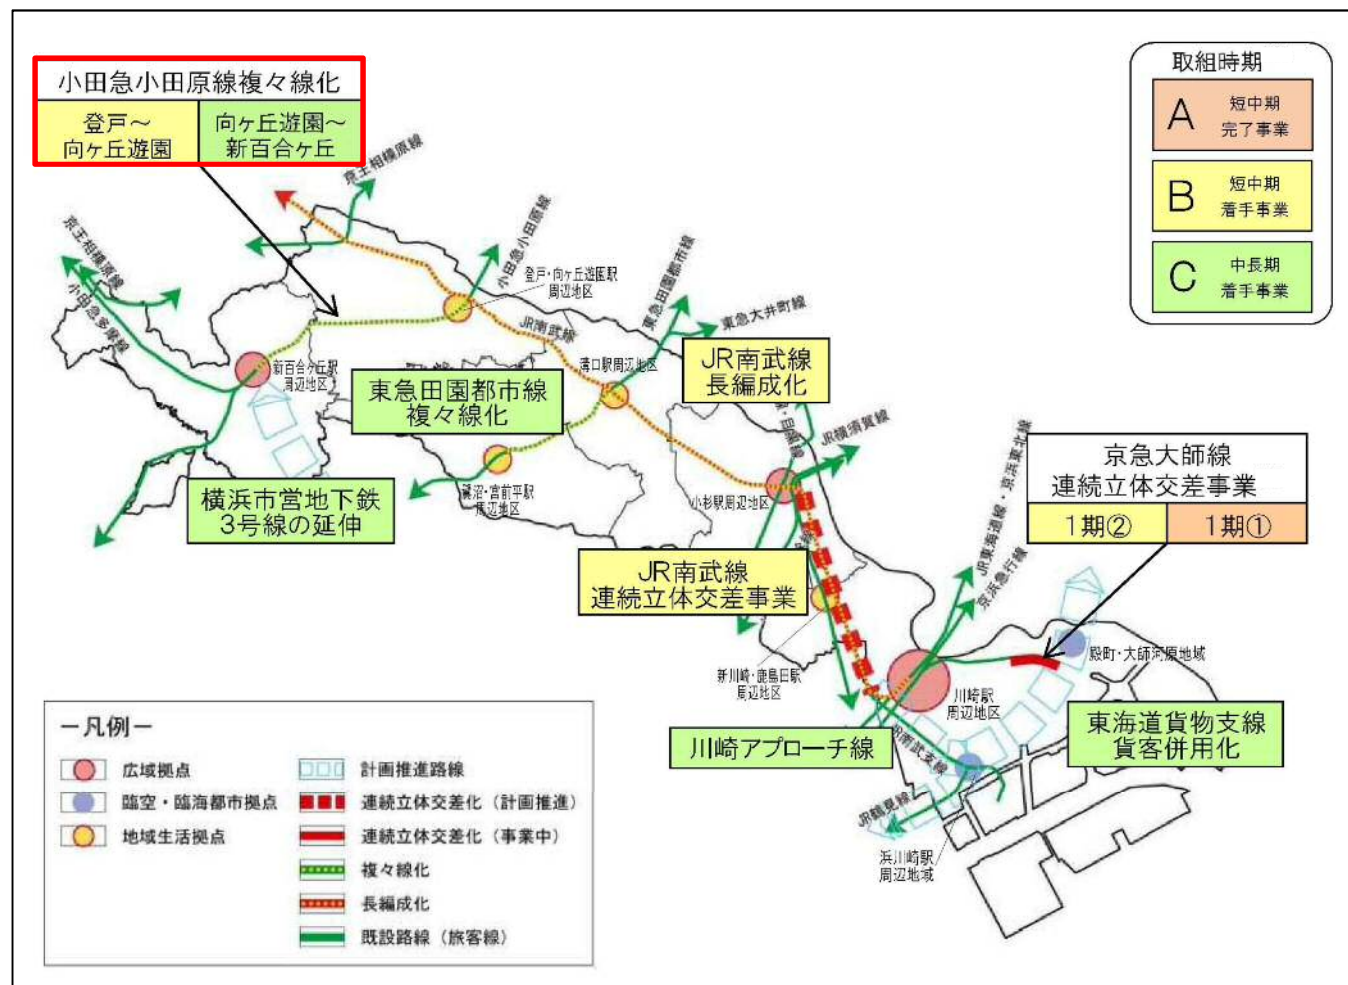 小田急小田原線複々線化
登戸～
向ヶ丘遊園
向ヶ丘遊園～
新百合ヶ丘
取組時期
A
短中期
完了事業
B
短中期
着手事業
C
中長期
着手事業
京王相模原線
京王相模原線
小田急多摩線
小田急小田原線
登戸・向ヶ丘遊園駅
周辺地区
東急田園都市線
東急大井町線
JR南武線
溝口駅周辺地区
新百合ヶ丘駅
周辺地区
東急田園都市線
複々線化
JR南武線
長編成化
線・目黒線
JR横須賀線
横浜市営地下鉄
3号線の延伸
鷺沼・宮前平駅
周辺地区
小杉駅周辺地区
京急大師線
連続立体交差事業
1期②
1期①
JR南武線
連続立体交差事業
JR東海道線・京浜東北線
京浜急行線
新川崎・鹿島田駅
周辺地区
殿町・大師河原地域
川崎駅
周辺地区
川崎アプローチ線
JR南武支線
東海道貨物支線
貨客併用化
JR鶴見線
浜川崎駅
周辺地域
－凡例－
広域拠点
臨空・臨海都市拠点
地域生活拠点
計画推進路線
連続立体交差化（計画推進）
連続立体交差化（事業中）
複々線化
長編成化
既設路線（旅客線）